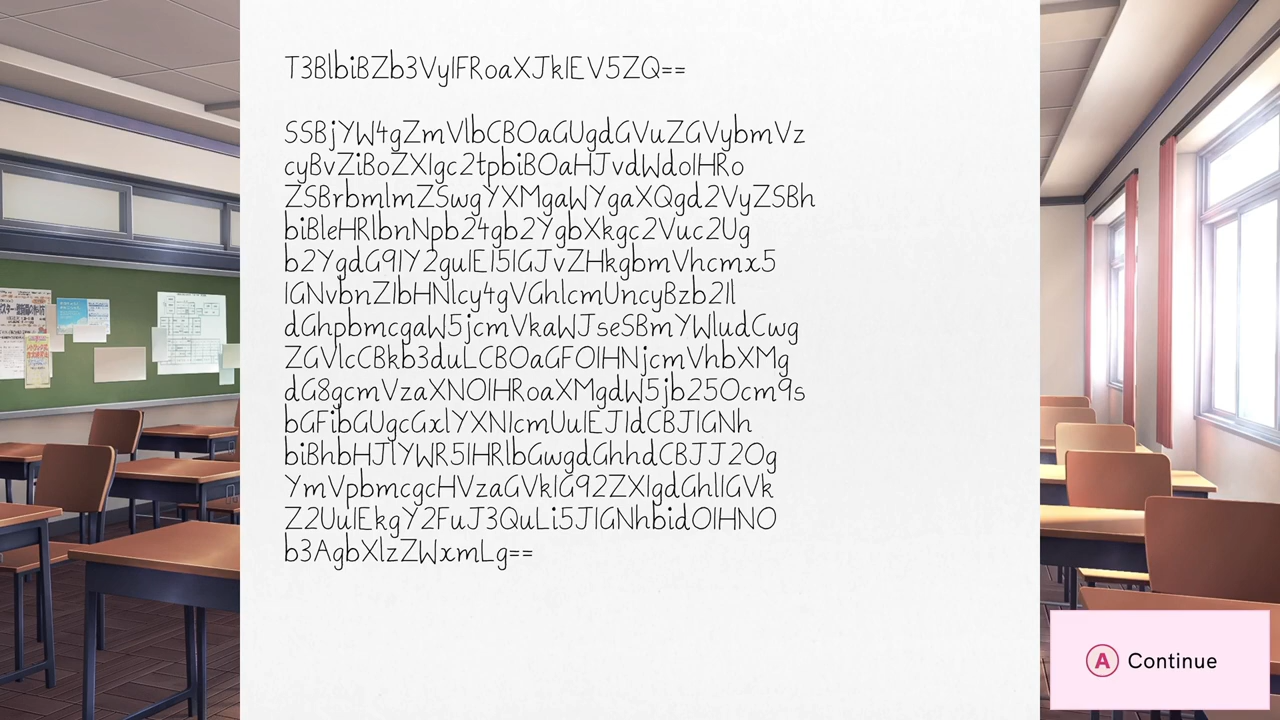 T3BlbiBZb3VyIFRoaXJkIEV5ZQ==
SSBjYW4gZmVlbCB0aGUgdGVuZGVybmVz
cyBvZiBoZXIgc2tpbiB0aHJvdWdoIHRo
ZSBrbmlmZSwgYXMgaWYgaXQgd2VyZSBh
biBleHRlbnNpb24gb2YgbXkgc2Vuc2Ug
b2YgdG91Y2guIE15IGJvZHkgbmVhcmx5
IGNvbnZ1bHNlcy4gVGhlcmUncyBzb21l
dGhpbmcgaW5jcmVkaWJseSBmYWludCwg
ZGVlcCBkb3duLCB0aGF0IHNjcmVhbXMg
dG8gcmVzaXN0IHRoaXMgdW5jb250cm9s
bGFibGUgcGxlYXN1cmUuIEJ1dCBJIGNh
biBhbHJlYWR5IHRlbGwgdGhhdCBJJ20g
YmVpbmcgcHVzaGVkIG92ZXIgdGhlIGVk
Z2UuIEkgY2FuJ3QuLi5JIGNhbid0IHN0
b3AgbXlzZWxmLg==
A Continue